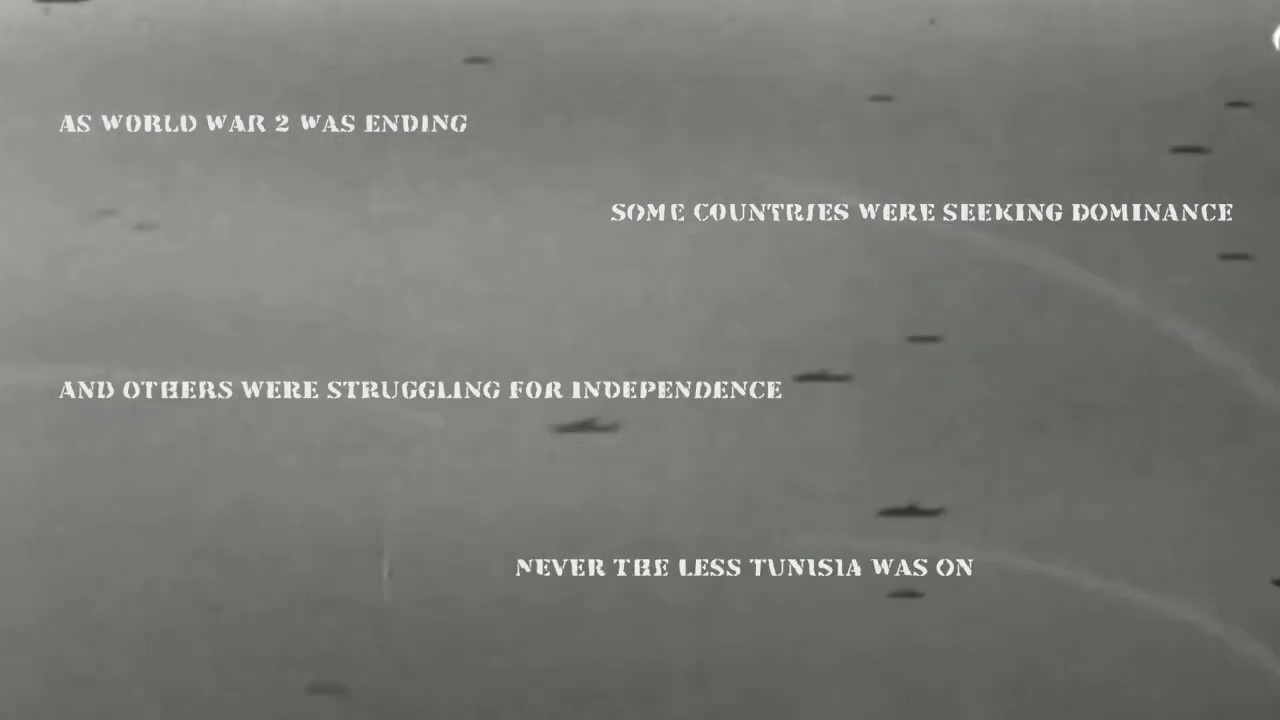 AS WORLD WAR 2 WAS ENDING
SOME COUNTRIES WERE SEEKING DOMINANCE
AND OTHERS WERE STRUGGLING FOR INDEPENDENCE
NEVER THE LESS TUNISIA WAS ON